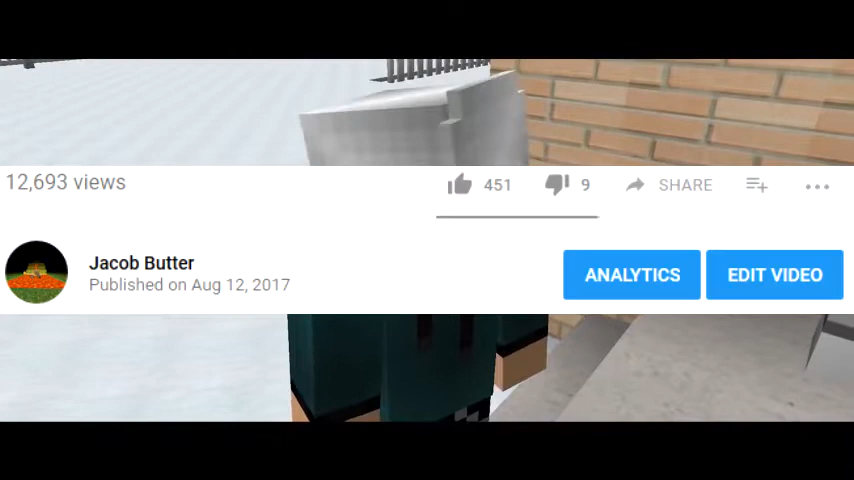 12,693 views
451 9 SHARE
Jacob Butter
Published on Aug 12, 2017
ANALYTICS EDIT VIDEO